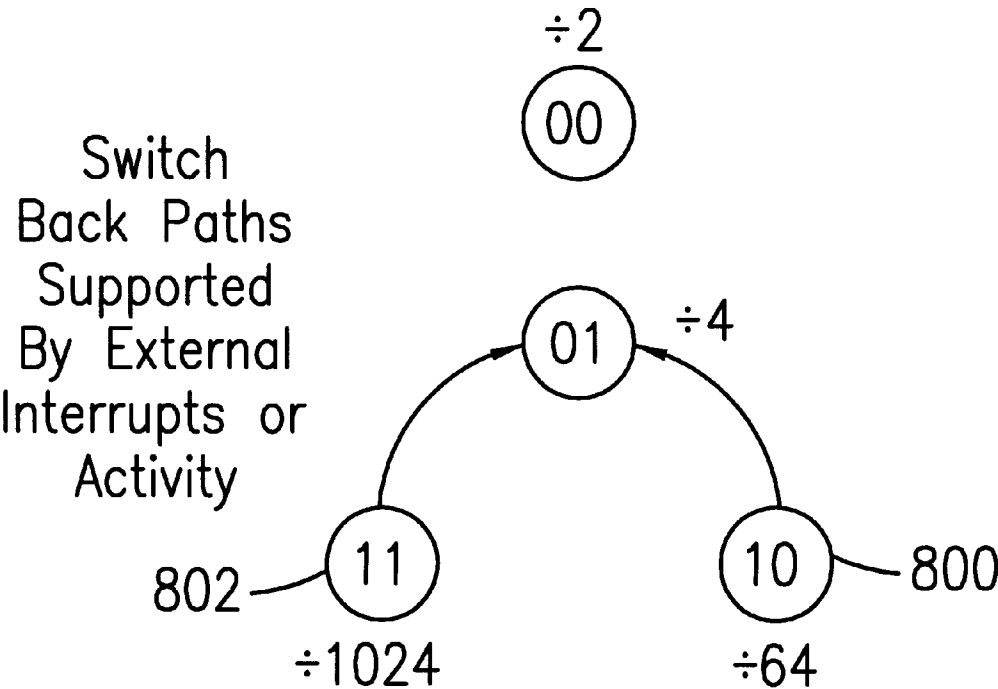 ÷2
00
Switch
Back Paths
Supported
By External
Interrupts or
Activity
01
÷4
11
10
802
800
÷1024
÷64